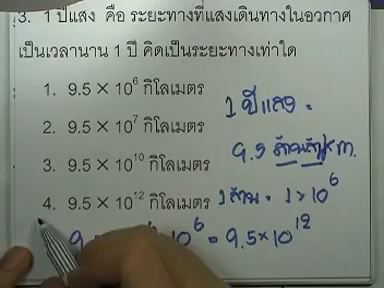 3. 1 ปีแสง คือ ระยะทางที่แสงเดินทางในอวกาศ
เป็นเวลานาน 1 ปี คิดเป็นระยะทางเท่าใด
1. 9.5 × 10⁶ กิโลเมตร
2. 9.5 × 10⁷ กิโลเมตร
3. 9.5 × 10¹⁰ กิโลเมตร
4. 9.5 × 10¹² กิโลเมตร
1 ปีแสง =
9.5 ล้านล้าน
1 ล้าน = 1 × 10⁶
10⁶ = 9.5 × 10¹²